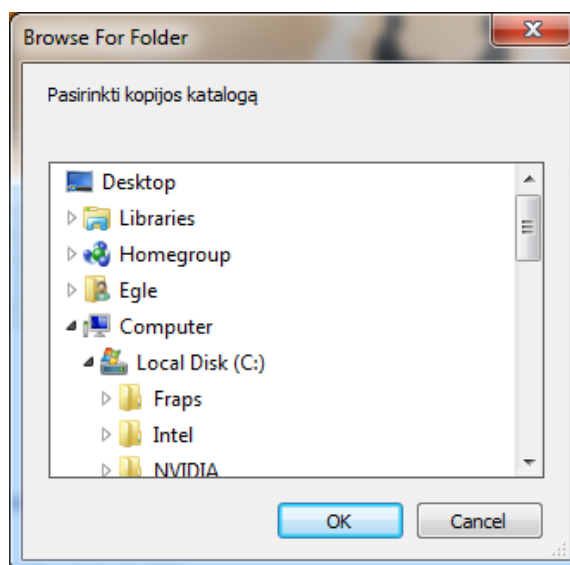 Browse For Folder
Pasirinkti kopijos katalogą
Desktop
Libraries
Homegroup
Egle
Computer
Local Disk (C:)
Fraps
Intel
NVIDIA
OK
Cancel